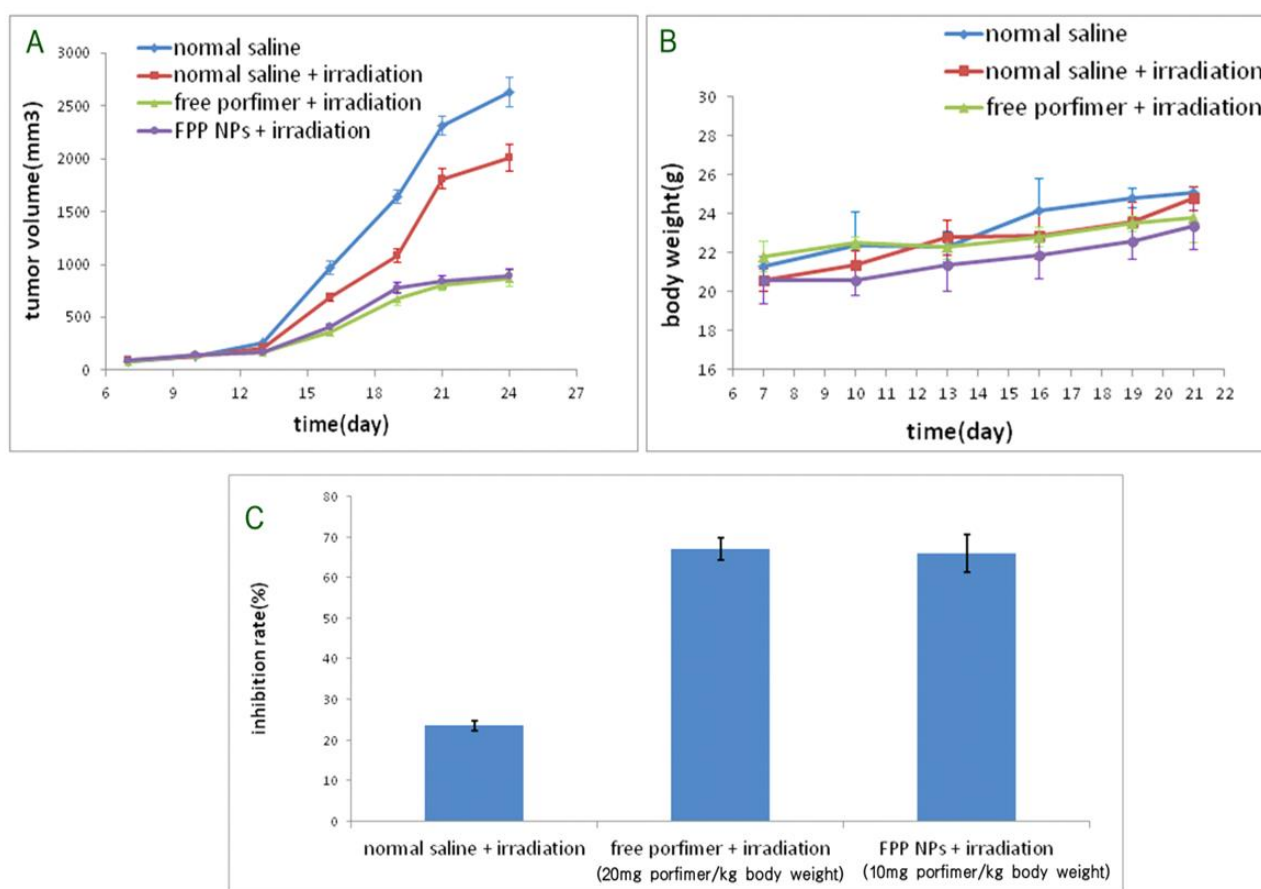 A
normal saline
normal saline + irradiation
free porfimer + irradiation
FPP NPs + irradiation
3000
2500
2000
1500
1000
500
0
tumor volume(mm3)
6 9 12 15 18 21 24 27
time(day)
B
normal saline
normal saline + irradiation
free porfimer + irradiation
30
28
26
24
22
20
18
16
body weight(g)
6 7 8 9 10 11 12 13 14 15 16 17 18 19 20 21 22
time(day)
C
80
70
60
50
40
30
20
10
0
inhibition rate(%)
normal saline + irradiation
free porfimer + irradiation
(20mg porfimer/kg body weight)
FPP NPs + irradiation
(10mg porfimer/kg body weight)